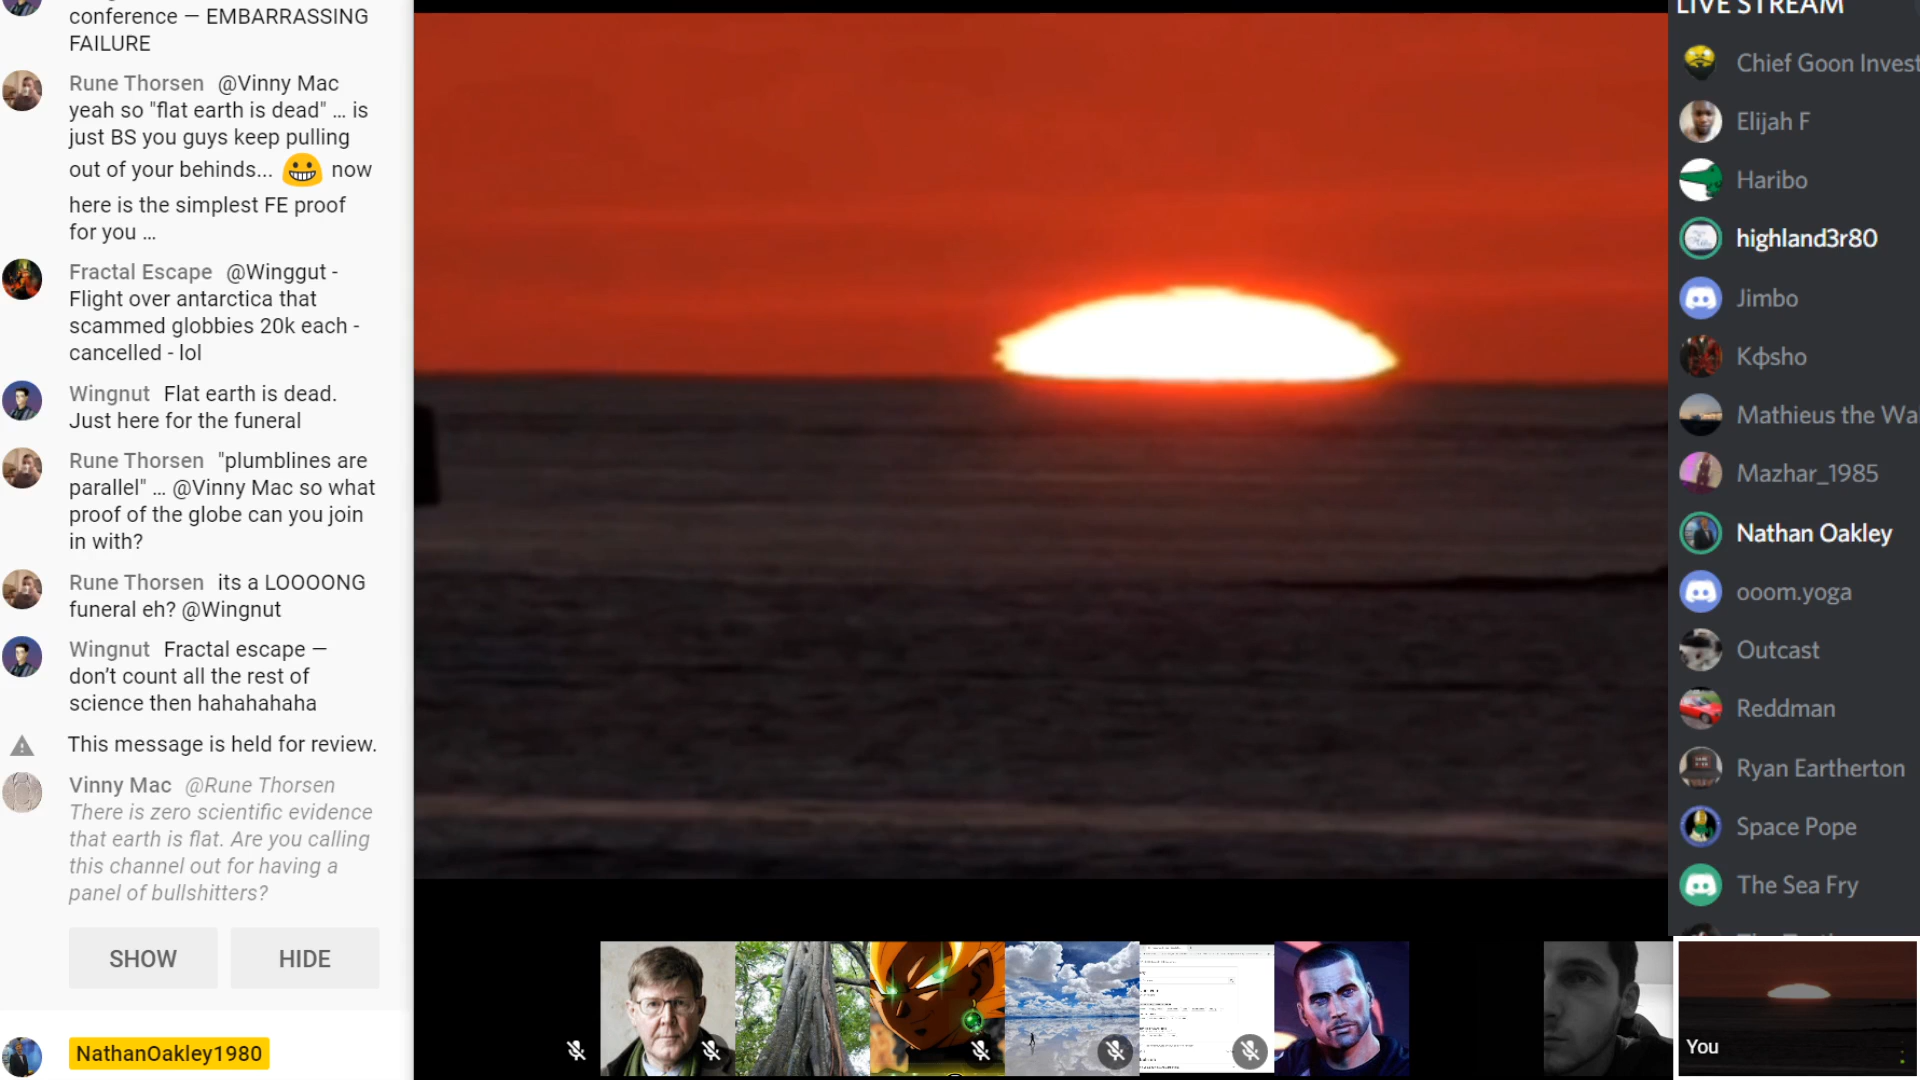 conference — EMBARRASSING
FAILURE
Rune Thorsen @Vinny Mac
yeah so "flat earth is dead" ... is
just BS you guys keep pulling
out of your behinds... now
here is the simplest FE proof
for you ...
Fractal Escape @Winggut -
Flight over antarctica that
scammed globbies 20k each -
cancelled - lol
Wingnut Flat earth is dead.
Just here for the funeral
Rune Thorsen "plumblines are
parallel" ... @Vinny Mac so what
proof of the globe can you join
in with?
Rune Thorsen its a LOOOONG
funeral eh? @Wingnut
Wingnut Fractal escape —
don't count all the rest of
science then hahahahaha
This message is held for review.
Vinny Mac @Rune Thorsen
There is zero scientific evidence
that earth is flat. Are you calling
this channel out for having a
panel of bullshitters?
SHOW HIDE
NathanOakley1980
LIVE STREAM
Chief Goon Invest
Elijah F
Haribo
highland3r80
Jimbo
Kфsho
Mathieus the Wa
Mazhar_1985
Nathan Oakley
ooom.yoga
Outcast
Reddman
Ryan Eartherton
Space Pope
The Sea Fry
You